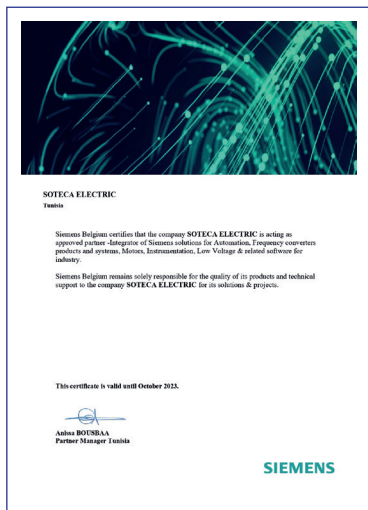 SOTECA ELECTRIC
Tunisia
Siemens Belgium certifies that the company SOTECA ELECTRIC is acting as
approved partner -Integrator of Siemens solutions for Automation, Frequency converters
products and systems, Motors, Instrumentation, Low Voltage & related software for
industry.
Siemens Belgium remains solely responsible for the quality of its products and technical
support to the company SOTECA ELECTRIC for its solutions & projects.
This certificate is valid until October 2023.
Anissa BOUSBAA
Partner Manager Tunisia
SIEMENS